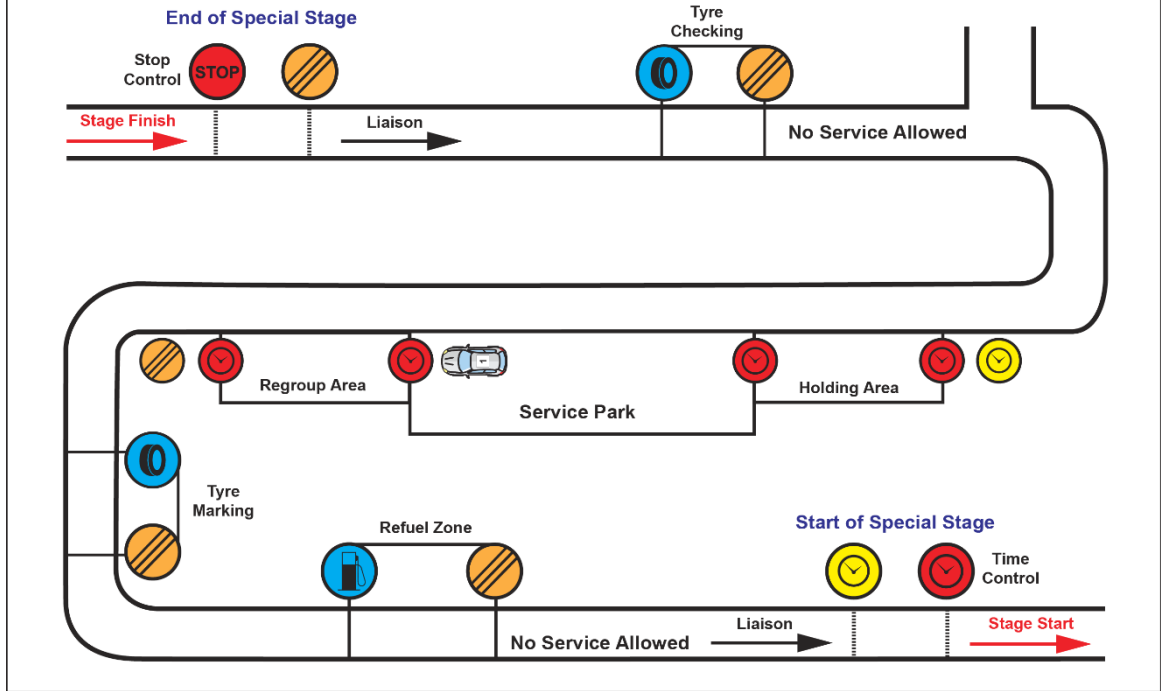 End of Special Stage
Tyre
Checking
Stop
Control
STOP
Stage Finish
Liaison
No Service Allowed
Regroup Area
1
Service Park
Holding Area
Tyre
Marking
Refuel Zone
Start of Special Stage
Time
Control
No Service Allowed
Liaison
Stage Start